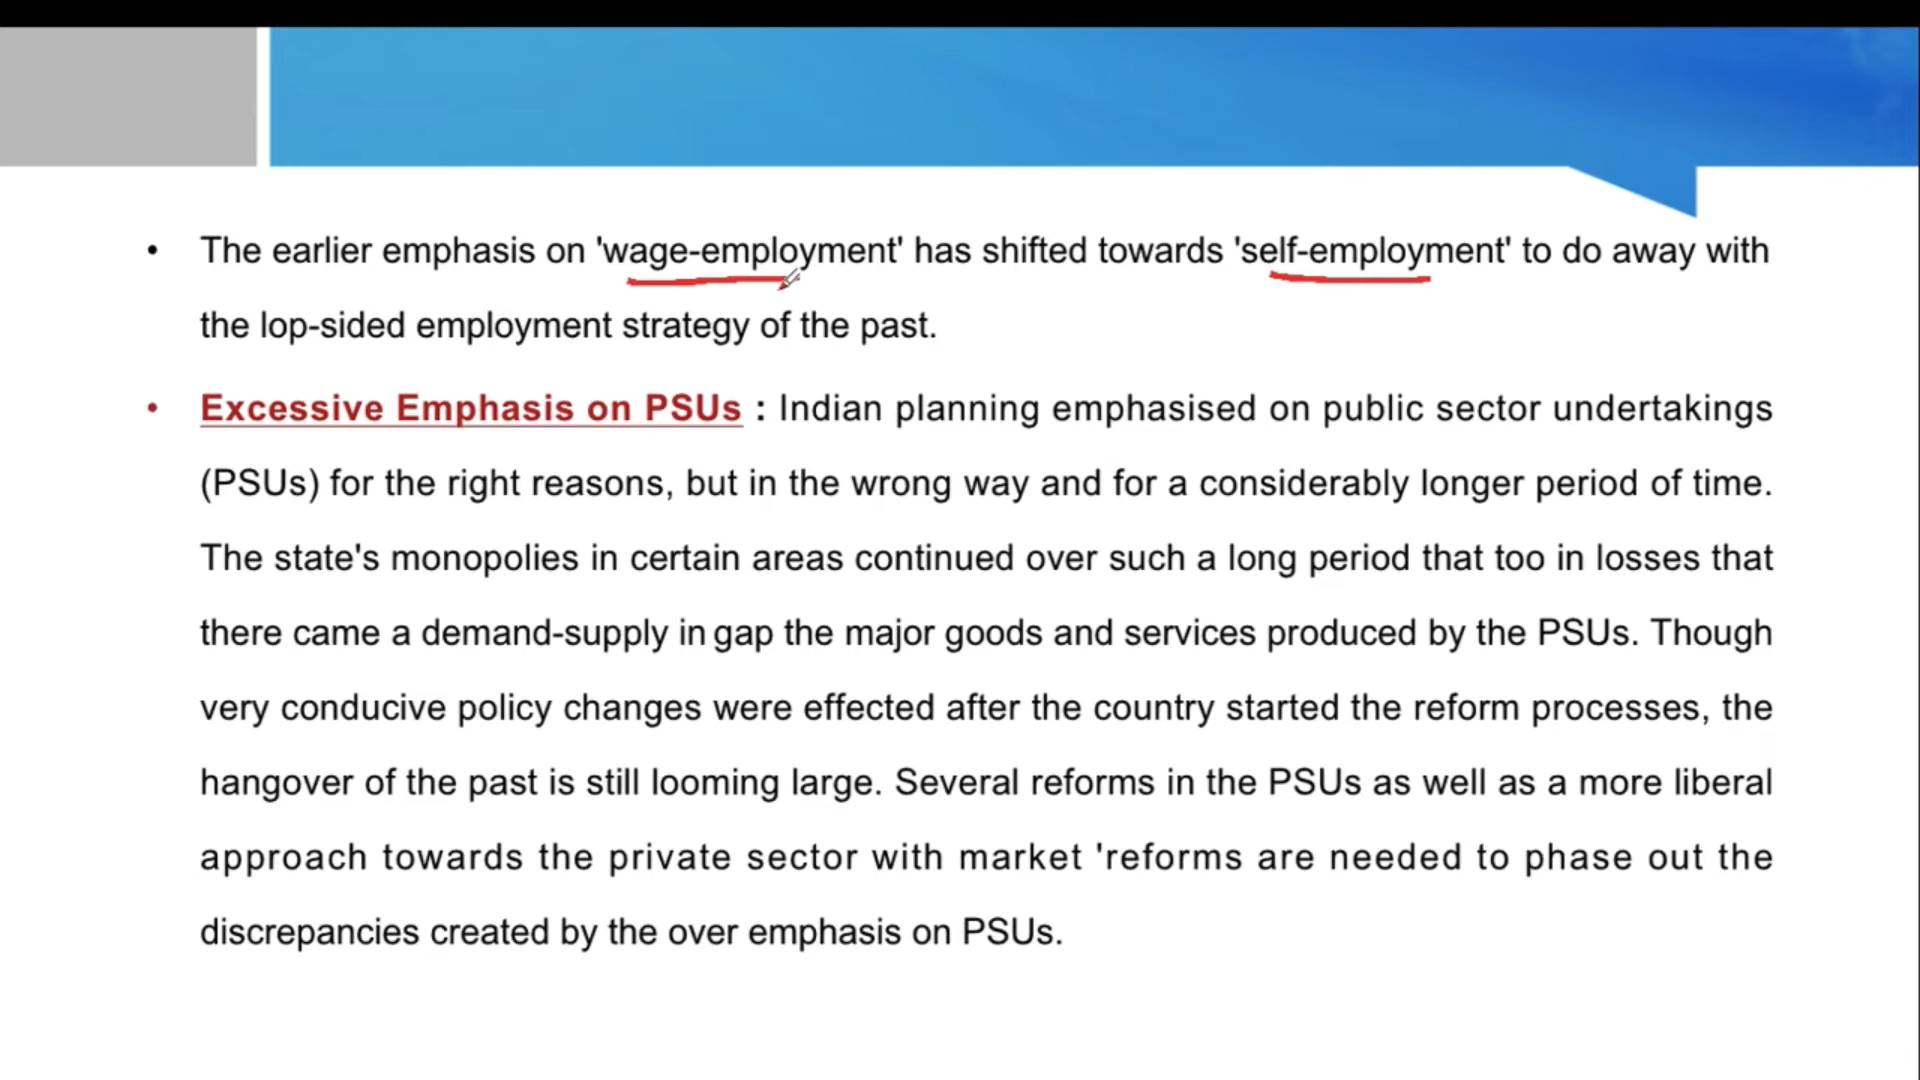 • The earlier emphasis on 'wage-employment' has shifted towards 'self-employment' to do away with
the lop-sided employment strategy of the past.
• Excessive Emphasis on PSUs : Indian planning emphasised on public sector undertakings
(PSUs) for the right reasons, but in the wrong way and for a considerably longer period of time.
The state's monopolies in certain areas continued over such a long period that too in losses that
there came a demand-supply in gap the major goods and services produced by the PSUs. Though
very conducive policy changes were effected after the country started the reform processes, the
hangover of the past is still looming large. Several reforms in the PSUs as well as a more liberal
approach towards the private sector with market 'reforms are needed to phase out the
discrepancies created by the over emphasis on PSUs.